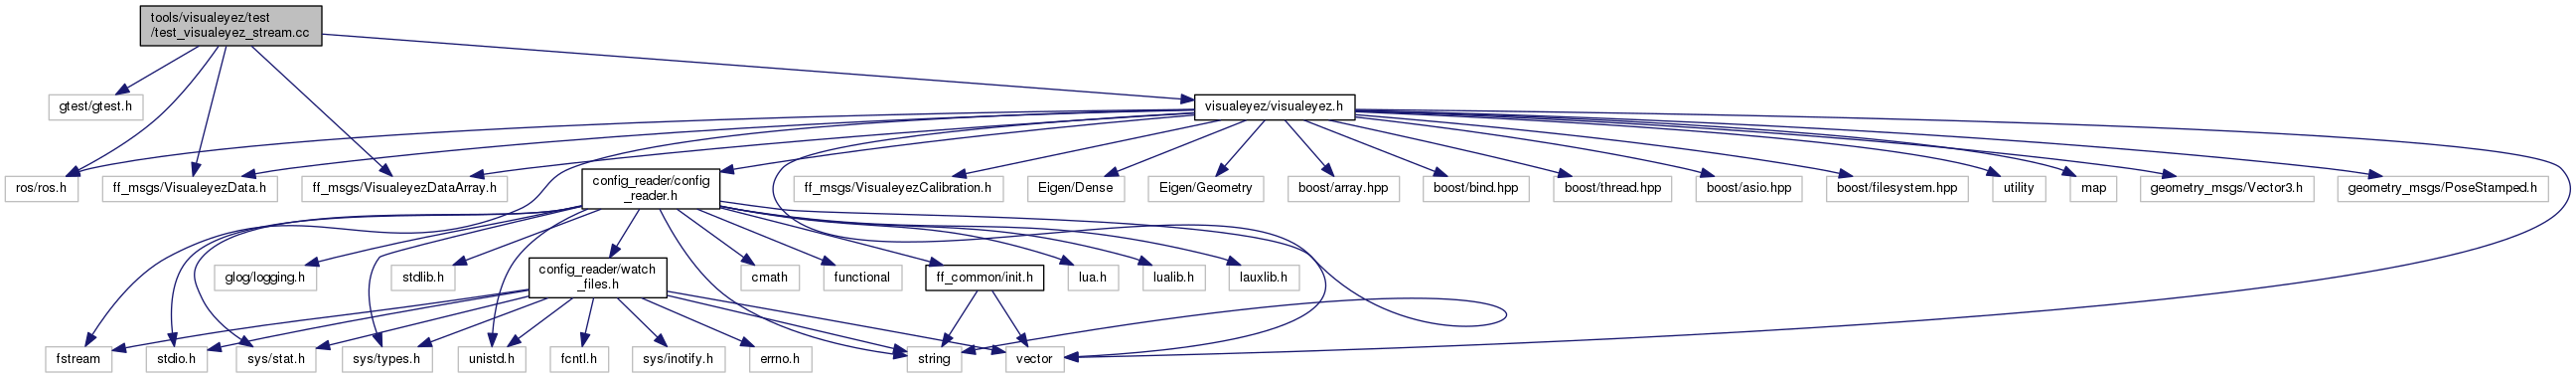 tools/visualeyez/test
/test_visualeyez_stream.cc
gtest/gtest.h
visualeyez/visualeyez.h
ros/ros.h
ff_msgs/VisualeyezData.h
ff_msgs/VisualeyezDataArray.h
config_reader/config
_reader.h
ff_msgs/VisualeyezCalibration.h
Eigen/Dense
Eigen/Geometry
boost/array.hpp
boost/bind.hpp
boost/thread.hpp
boost/asio.hpp
boost/filesystem.hpp
utility
map
geometry_msgs/Vector3.h
geometry_msgs/PoseStamped.h
glog/logging.h
stdlib.h
config_reader/watch
_files.h
cmath
functional
ff_common/init.h
lua.h
lualib.h
lauxlib.h
fstream
stdio.h
sys/stat.h
sys/types.h
unistd.h
fcntl.h
sys/inotify.h
errno.h
string
vector